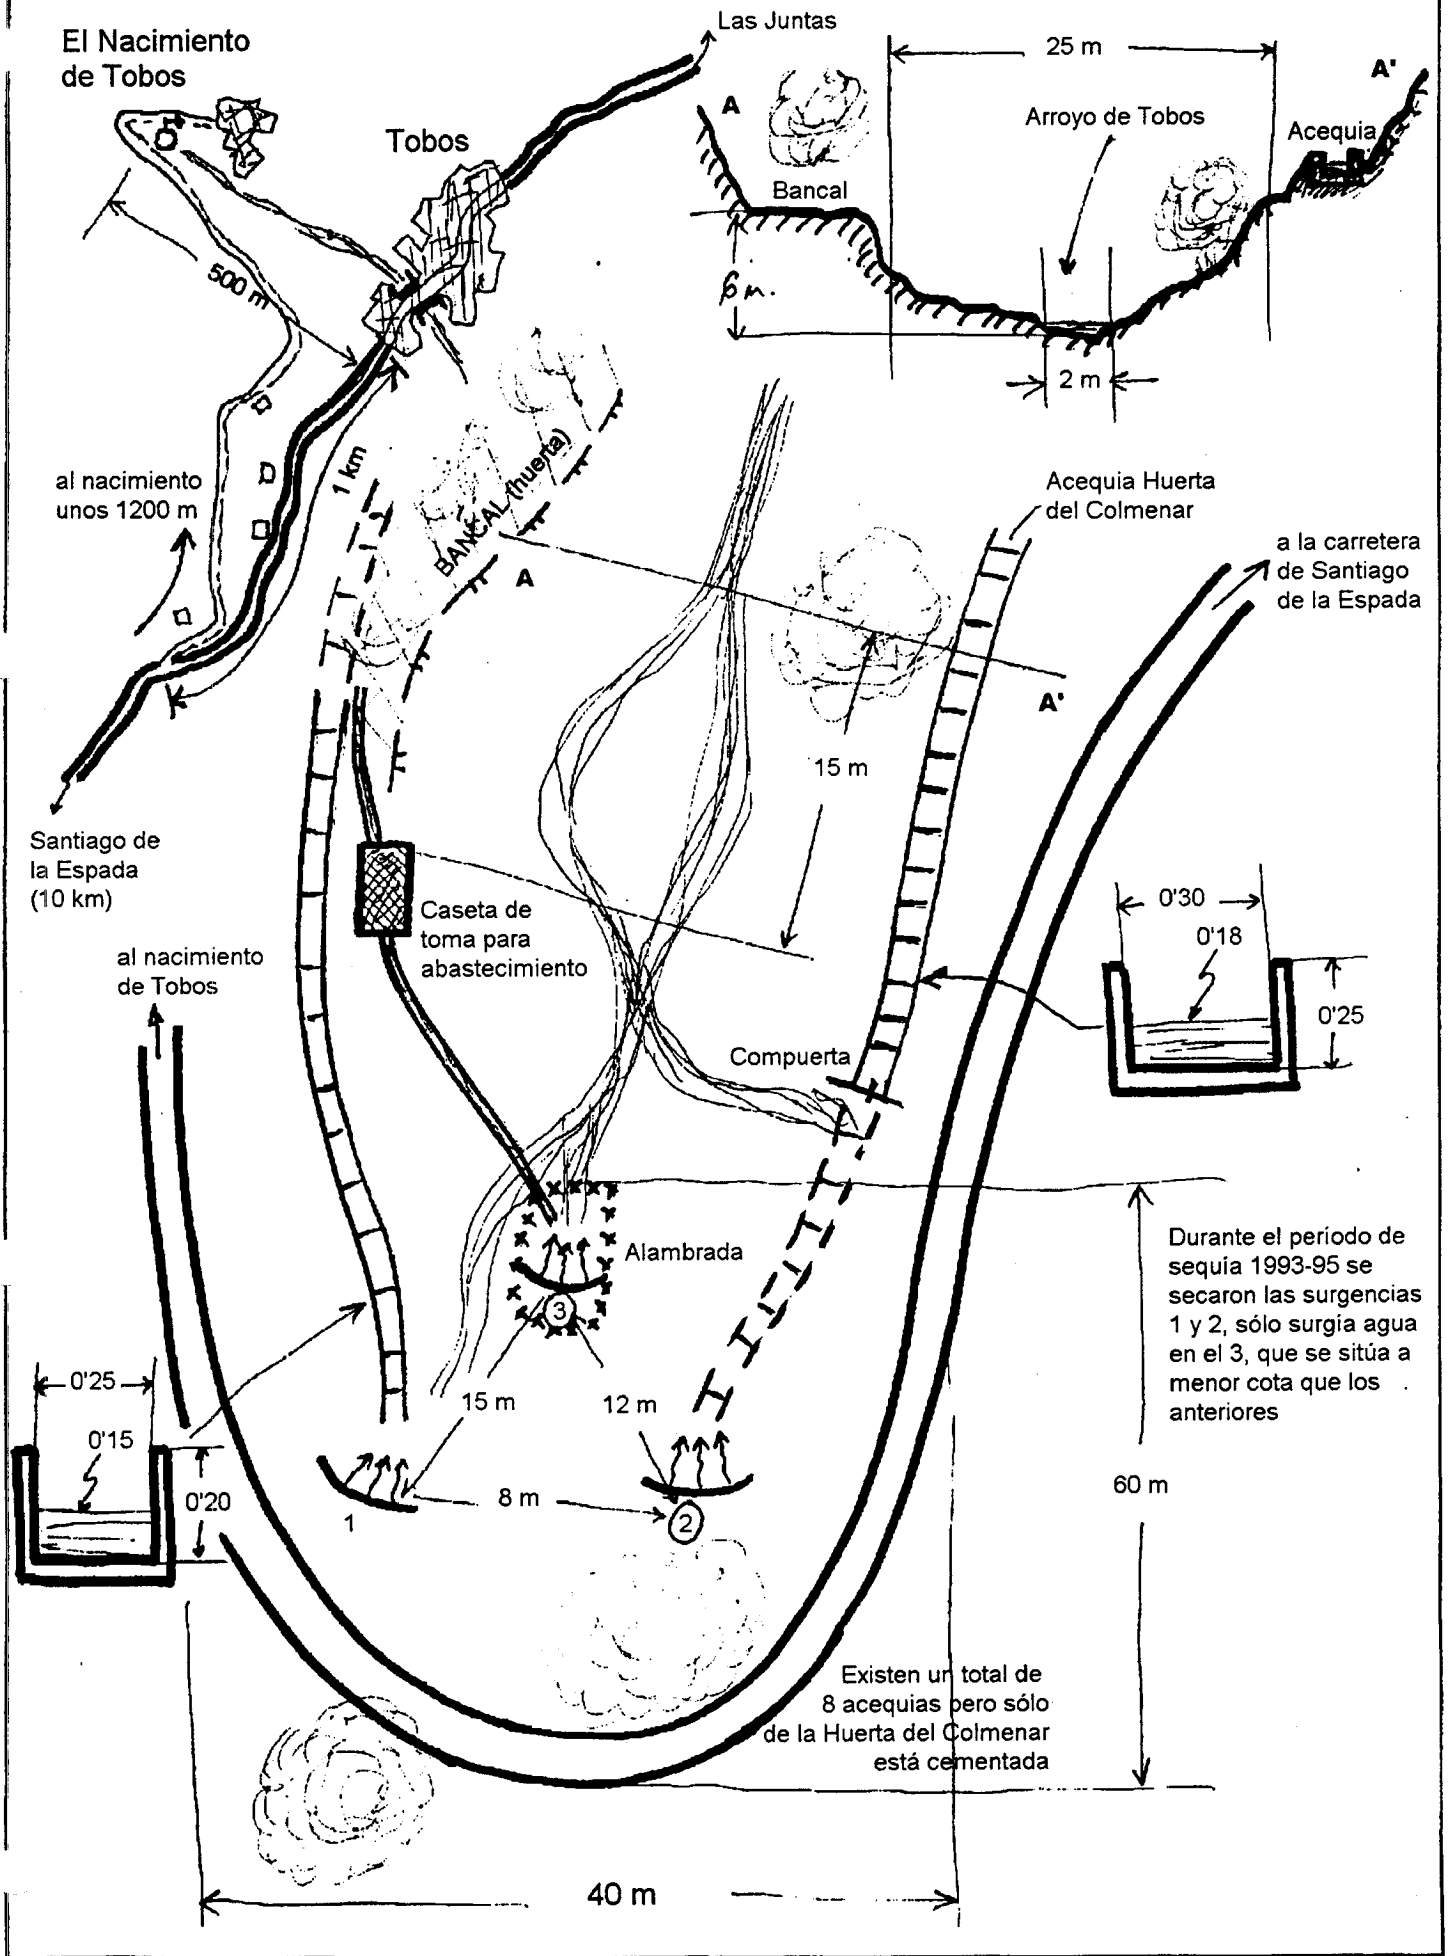 El Nacimiento
de Tobos
Las Juntas
Tobos
500 m
1 km
al nacimiento
unos 1200 m
Santiago de
la Espada
(10 km)
A
A'
25 m
Arroyo de Tobos
Acequia
Bancal
6 m.
2 m
BANCAL (huerta)
A
A'
Acequia Huerta
del Colmenar
a la carretera
de Santiago
de la Espada
15 m
Caseta de
toma para
abastecimiento
al nacimiento
de Tobos
Compuerta
0'30
0'18
0'25
Alambrada
3
Durante el período de
sequía 1993-95 se
secaron las surgencias
1 y 2, sólo surgía agua
en el 3, que se sitúa a
menor cota que los
anteriores
0'25
0'15
0'20
15 m
12 m
8 m
1
2
60 m
Existen un total de
8 acequias pero sólo
de la Huerta del Colmenar
está cementada
40 m